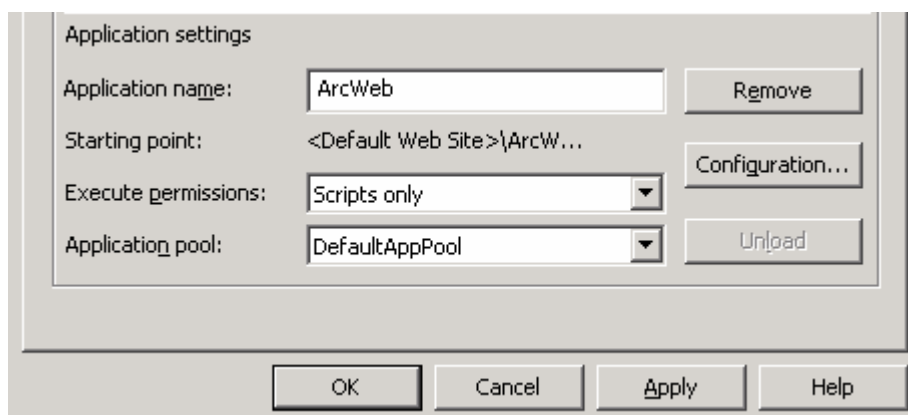 Application settings
Application name: ArcWeb Remove
Starting point: <Default Web Site>\ArcW...
Configuration...
Execute permissions: Scripts only
Application pool: DefaultAppPool Unload
OK Cancel Apply Help